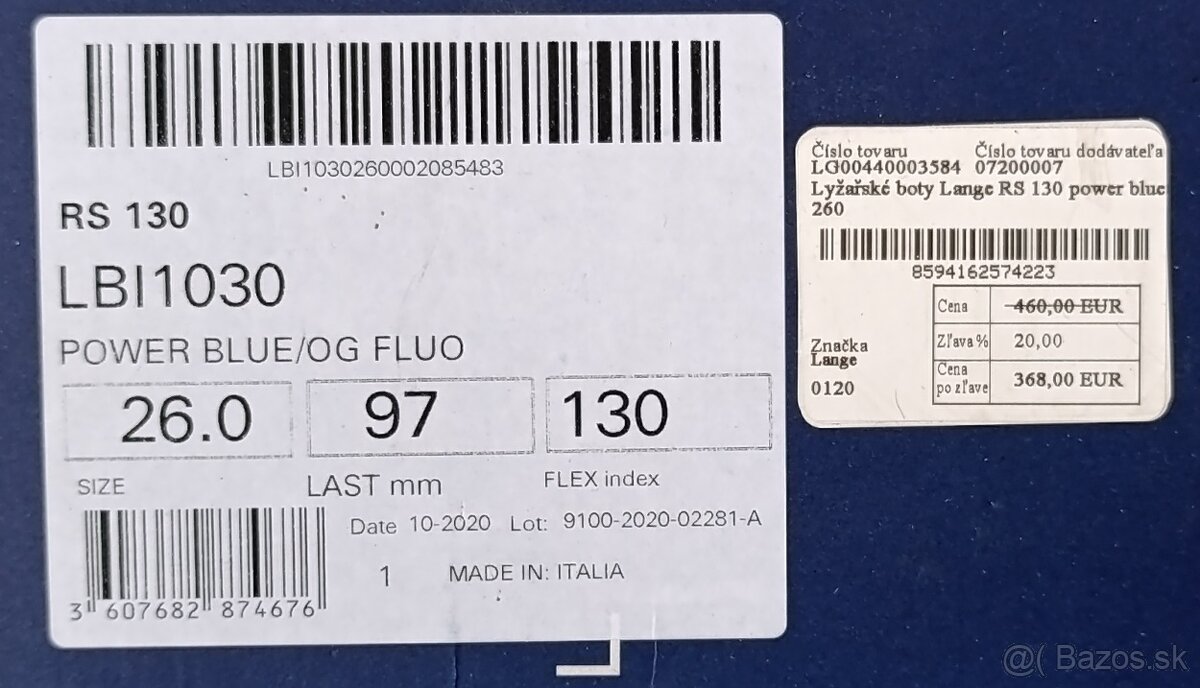 LBI1030260002085483
RS 130
LBI1030
POWER BLUE/OG FLUO
26.0 97 130
SIZE LAST mm FLEX index
Date 10-2020 Lot: 9100-2020-02281-A
1 MADE IN: ITALIA
3 607682 874676
Číslo tovaru Číslo tovaru dodávateľa
LG00440003584 07200007
Lyžařské boty Lange RS 130 power blue
260
8594162574223
Cena 460,00 EUR
Značka Zľava % 20,00
Lange
0120 Cena po zľave 368,00 EUR
@( Bazos.sk